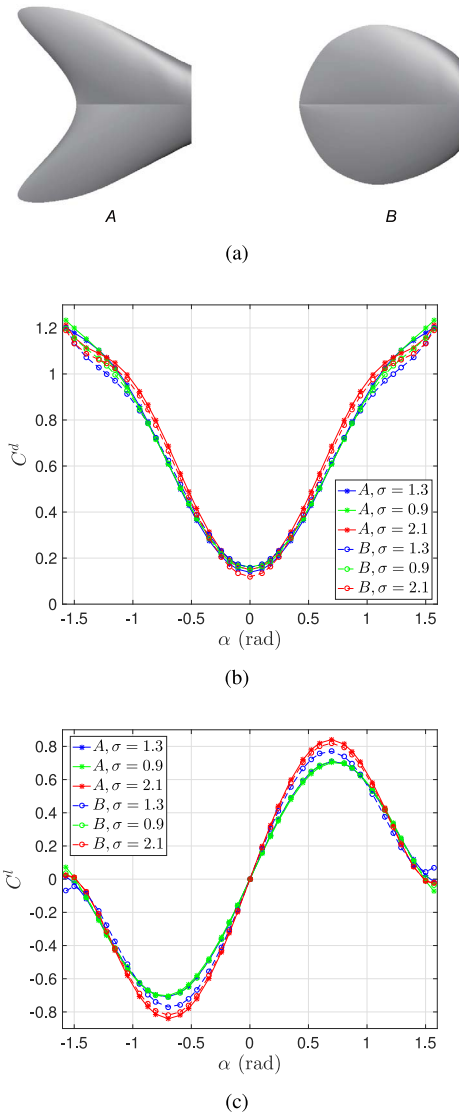 A B
(a)
1.2
1
0.8
0.6
0.4
0.2
0
C^d
A, σ = 1.3
A, σ = 0.9
A, σ = 2.1
B, σ = 1.3
B, σ = 0.9
B, σ = 2.1
-1.5 -1 -0.5 0 0.5 1 1.5
α (rad)
(b)
0.8
0.6
0.4
0.2
0
-0.2
-0.4
-0.6
-0.8
C^l
A, σ = 1.3
A, σ = 0.9
A, σ = 2.1
B, σ = 1.3
B, σ = 0.9
B, σ = 2.1
-1.5 -1 -0.5 0 0.5 1 1.5
α (rad)
(c)